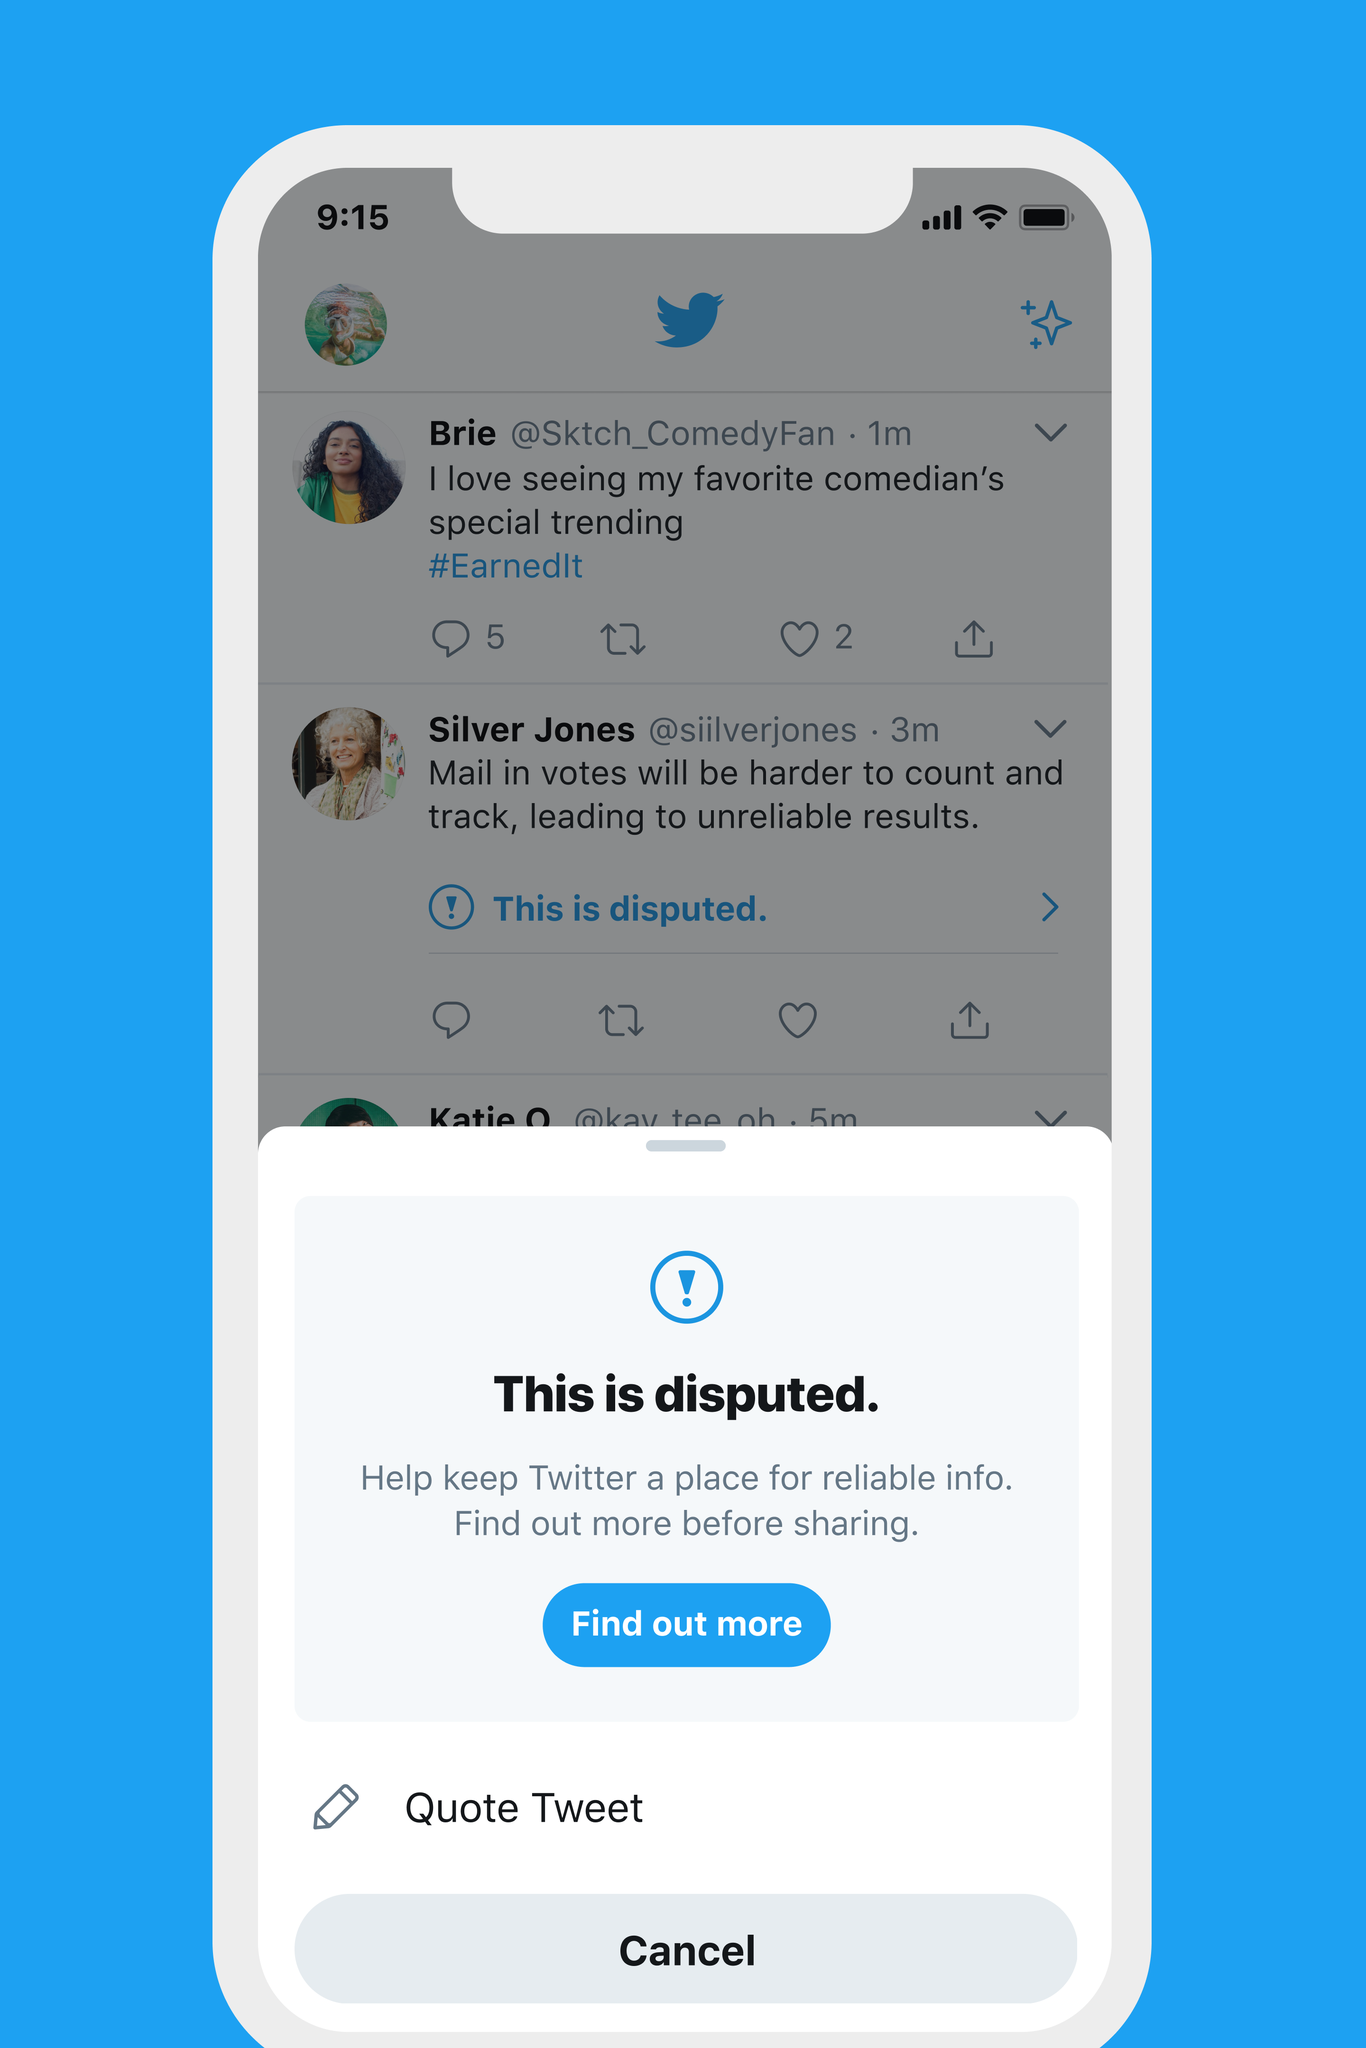 9:15
Brie @Sktch_ComedyFan · 1m
I love seeing my favorite comedian’s
special trending
#EarnedIt
5 2
Silver Jones @siilverjones · 3m
Mail in votes will be harder to count and
track, leading to unreliable results.
This is disputed.
Katie O @kay_tee_oh · 5m
This is disputed.
Help keep Twitter a place for reliable info.
Find out more before sharing.
Find out more
Quote Tweet
Cancel